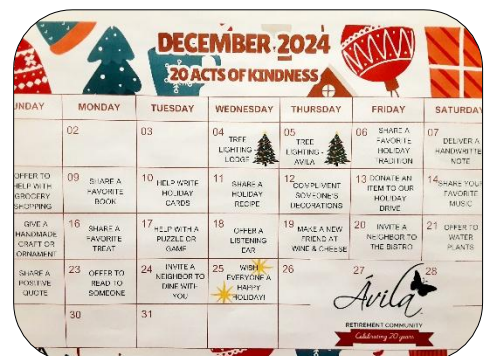 DECEMBER 2024
20 ACTS OF KINDNESS
UNDAY MONDAY TUESDAY WEDNESDAY THURSDAY FRIDAY SATURDAY
02 03 04 05 06 07
TREE
LIGHTING -
LODGE
TREE
LIGHTING -
AVILA
SHARE A
FAVORITE
HOLIDAY
TRADITION
DELIVER A
HANDWRITTE
NOTE
OFFER TO
HELP WITH
GROCERY
SHOPPING
09 SHARE A
FAVORITE
BOOK
10 HELP WRITE
HOLIDAY
CARDS
11 SHARE A
HOLIDAY
RECIPE
12 COMPLIMENT
SOMEONE'S
DECORATIONS
13 DONATE AN
ITEM TO OUR
HOLIDAY
DRIVE
14 SHARE YOUR
FAVORITE
MUSIC
GIVE A
HANDMADE
CRAFT OR
ORNAMENT
16 SHARE A
FAVORITE
TREAT
17 HELP WITH A
PUZZLE OR
GAME
18 OFFER A
LISTENING
EAR
19 MAKE A NEW
FRIEND AT
WINE & CHEESE
20 INVITE A
NEIGHBOR TO
THE BISTRO
21 OFFER TO
WATER
PLANTS
SHARE A
POSITIVE
QUOTE
23 OFFER TO
READ TO
SOMEONE
24 INVITE A
NEIGHBOR TO
DINE WITH
YOU
25 WISH
EVERYONE A
HAPPY
HOLIDAY!
26 27 28
30 31
Ávila
RETIREMENT COMMUNITY
Celebrating 20 years